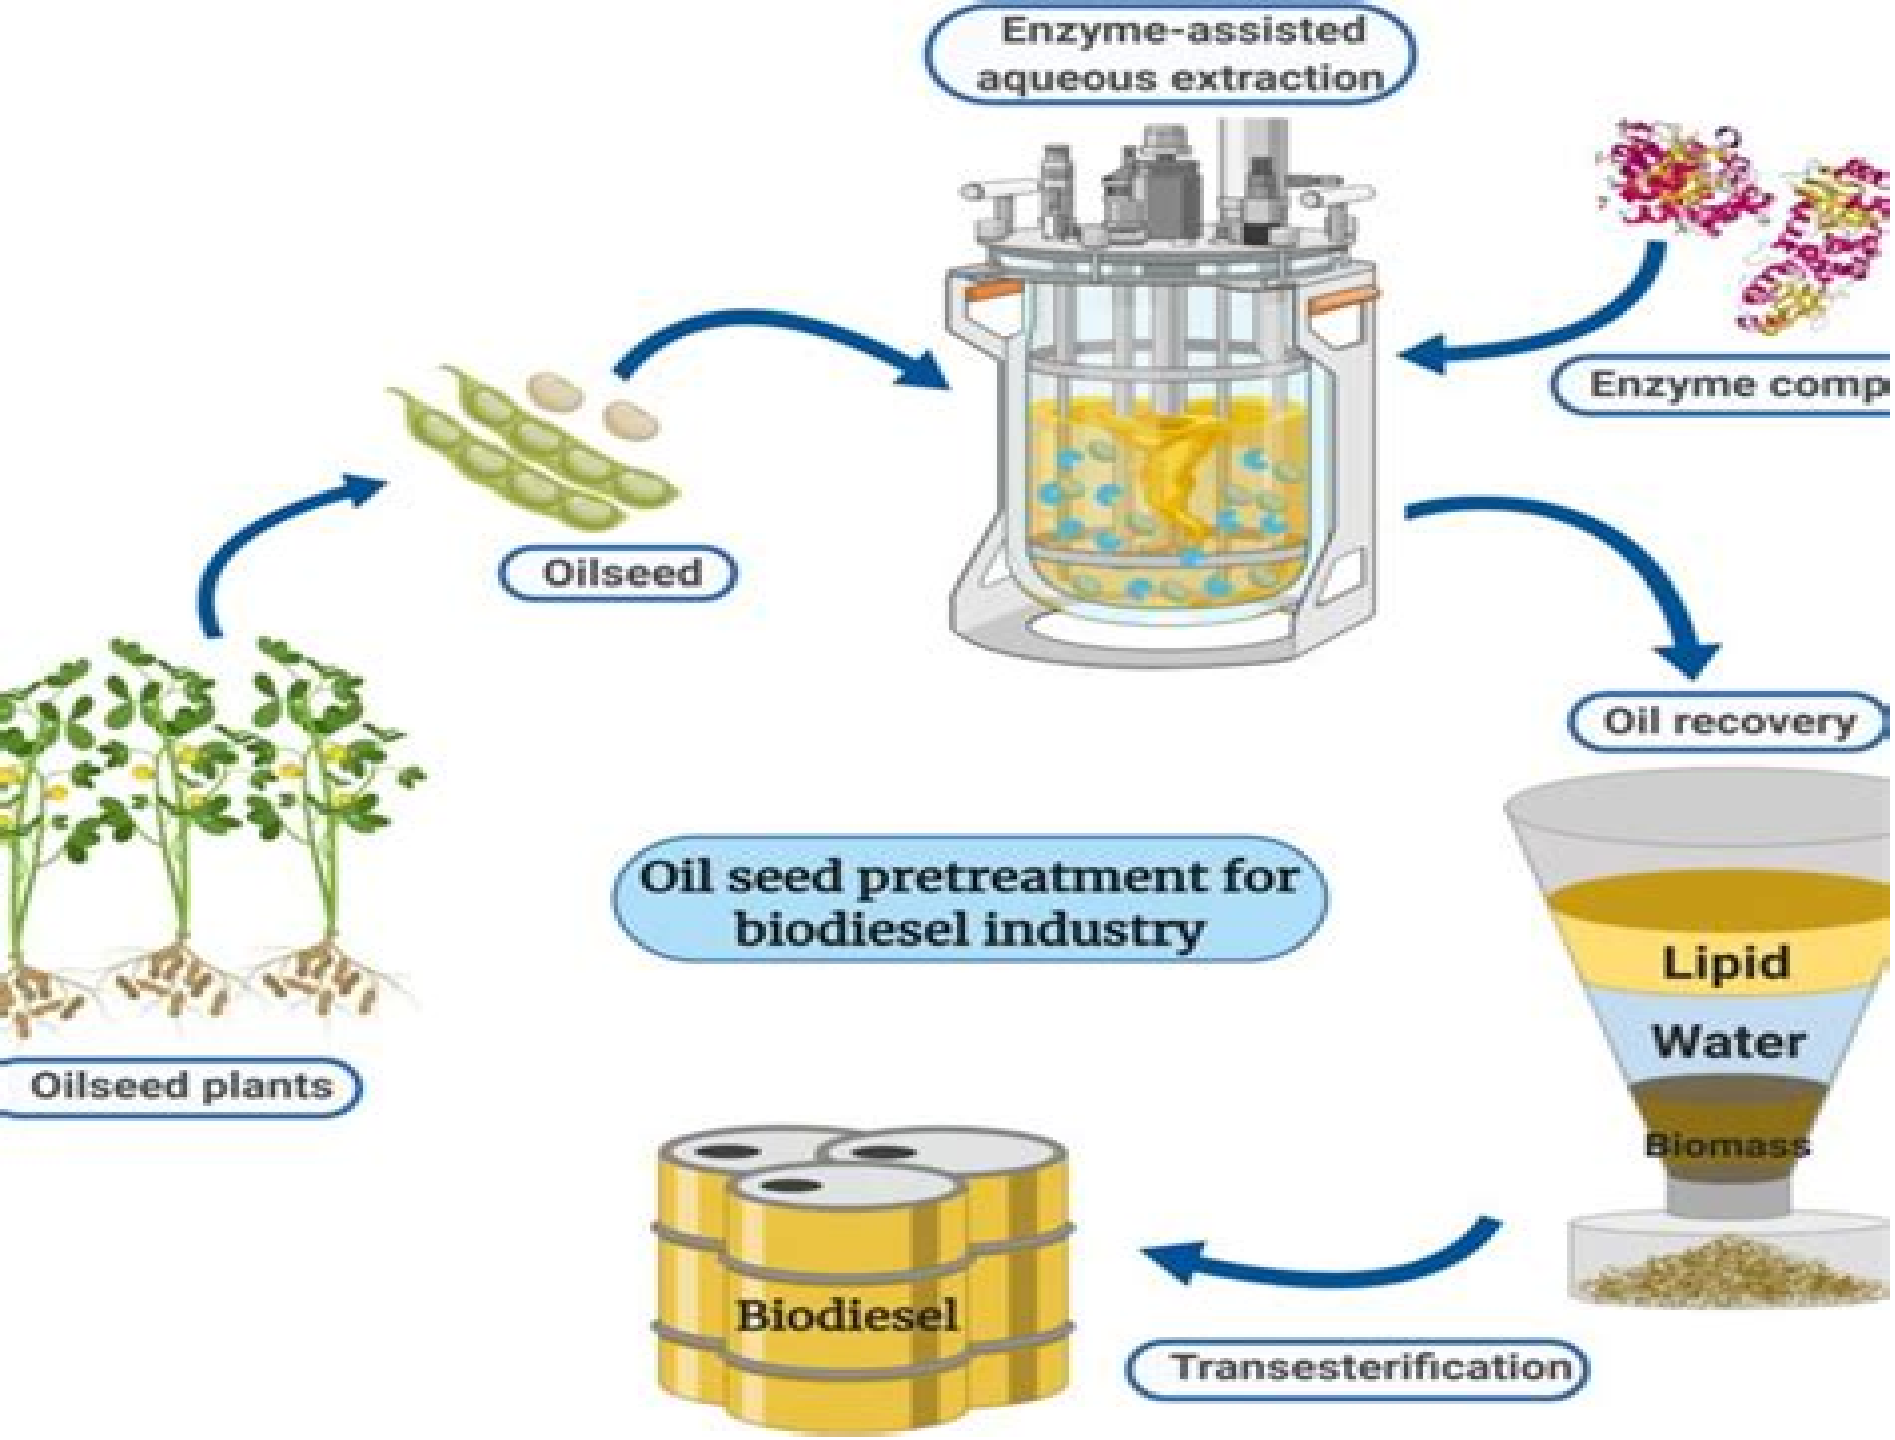 Enzyme-assisted
aqueous extraction
Enzyme
Oilseed
Oil recovery
Oil seed pretreatment for
biodiesel industry
Lipid
Water
Biomass
Oilseed plants
Biodiesel
Transesterification